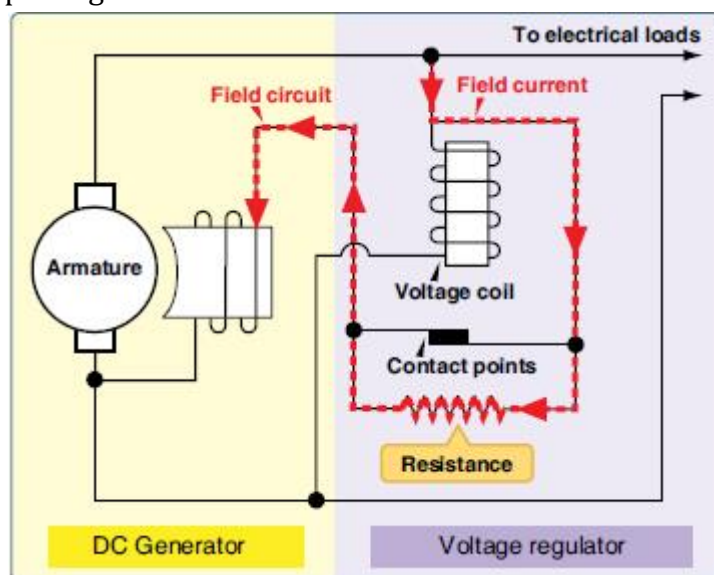 To electrical loads
Field circuit
Field current
Armature
Voltage coil
Contact points
Resistance
DC Generator
Voltage regulator